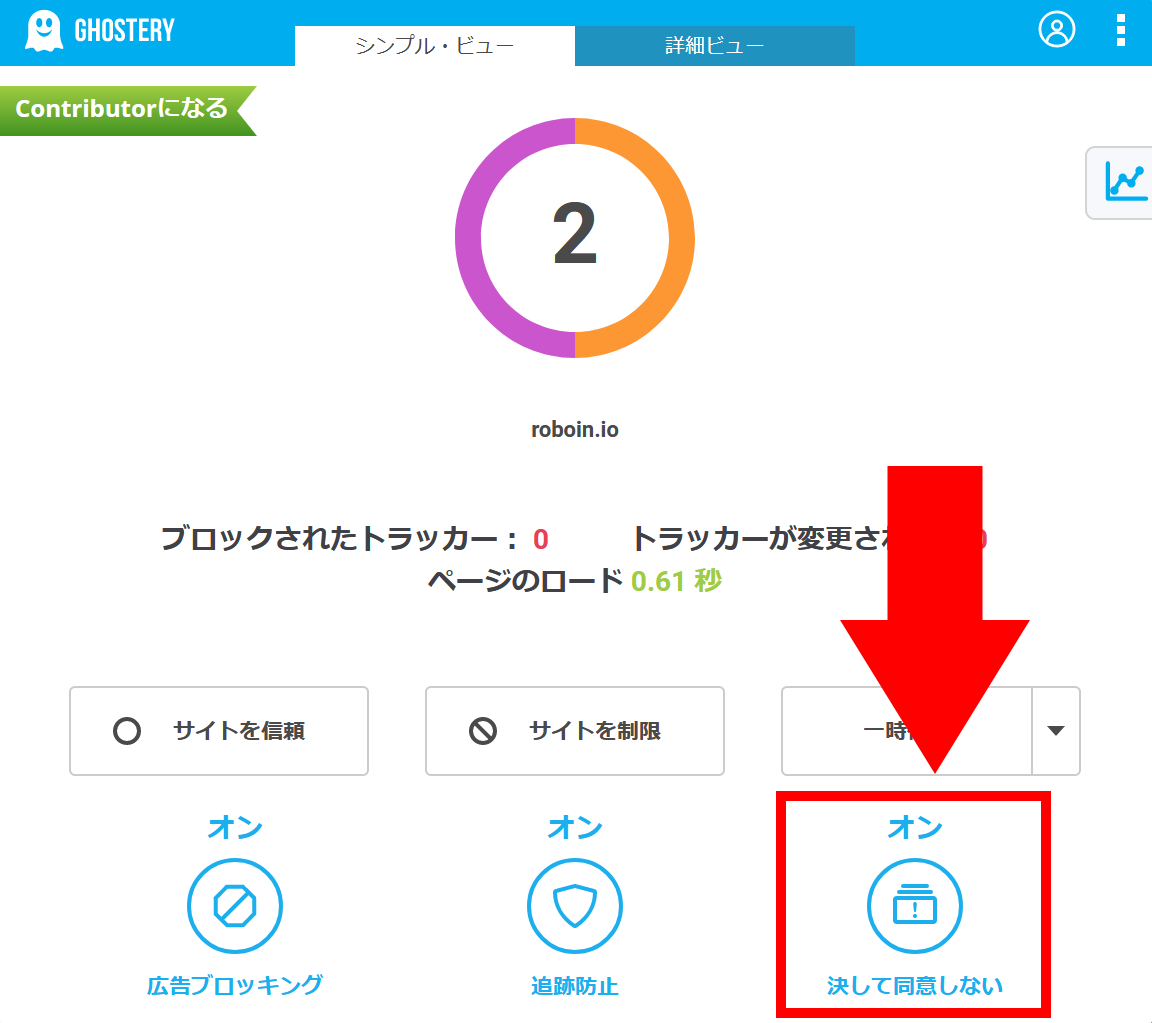 GHOSTERY
シンプル・ビュー
詳細ビュー
Contributorになる
2
roboin.io
ブロックされたトラッカー： 0
トラッカーが変更され
ページのロード 0.61 秒
サイトを信頼
サイトを制限
一時
オン
オン
オン
広告ブロッキング
追跡防止
決して同意しない